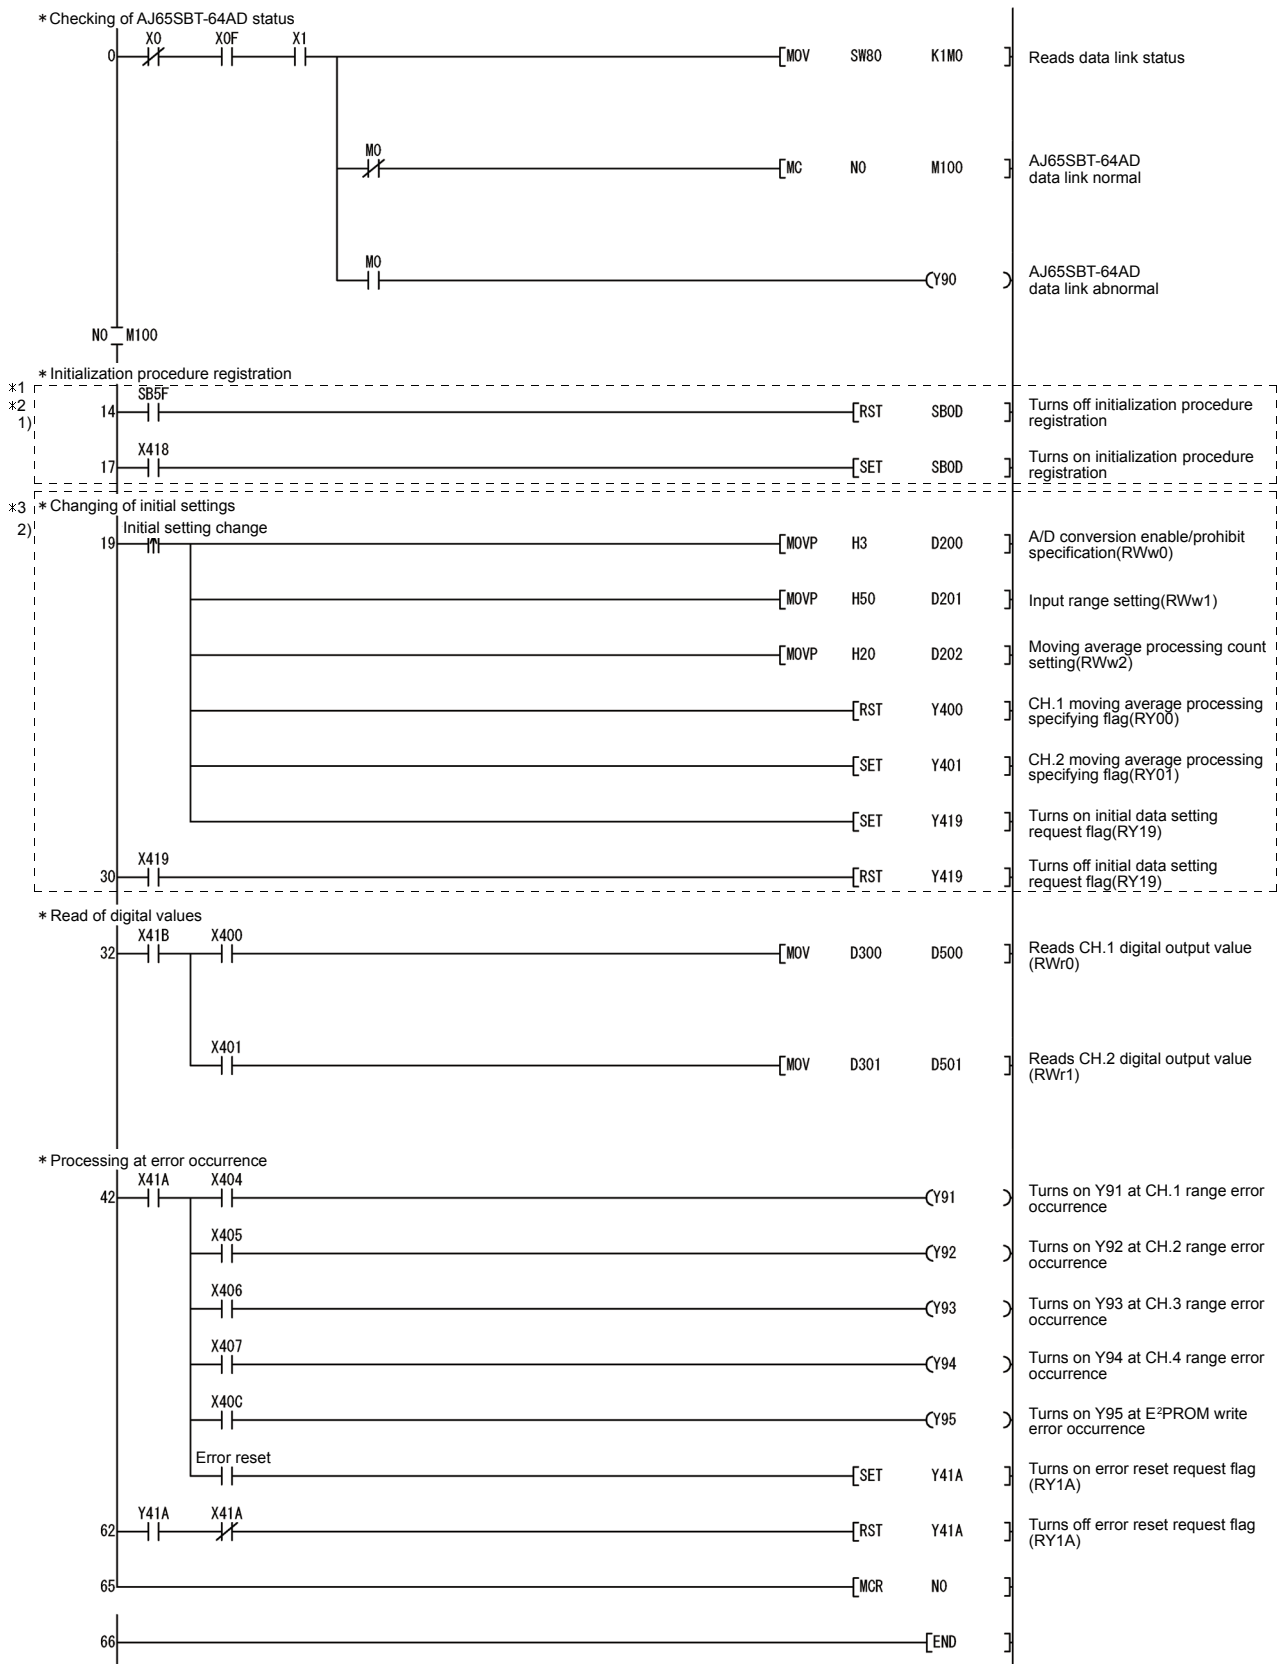 * Checking of AJ65SBT-64AD status
X0 X0F X1
0 MOV SW80 K1M0 Reads data link status
M0
MC N0 M100 AJ65SBT-64AD
data link normal
M0
Y90 AJ65SBT-64AD
data link abnormal
N0 M100
* Initialization procedure registration
*1
*2
1)
SB5F
14 RST SB0D Turns off initialization procedure
registration
X418
17 SET SB0D Turns on initialization procedure
registration
*3 * Changing of initial settings
2) Initial setting change
19 MOVP H3 D200 A/D conversion enable/prohibit
specification(RWw0)
MOVP H50 D201 Input range setting(RWw1)
MOVP H20 D202 Moving average processing count
setting(RWw2)
RST Y400 CH.1 moving average processing
specifying flag(RY00)
SET Y401 CH.2 moving average processing
specifying flag(RY01)
SET Y419 Turns on initial data setting
request flag(RY19)
X419
30 RST Y419 Turns off initial data setting
request flag(RY19)
* Read of digital values
X41B X400
32 MOV D300 D500 Reads CH.1 digital output value
(RWr0)
X401
MOV D301 D501 Reads CH.2 digital output value
(RWr1)
* Processing at error occurrence
X41A X404
42 Y91 Turns on Y91 at CH.1 range error
occurrence
X405
Y92 Turns on Y92 at CH.2 range error
occurrence
X406
Y93 Turns on Y93 at CH.3 range error
occurrence
X407
Y94 Turns on Y94 at CH.4 range error
occurrence
X40C
Y95 Turns on Y95 at E²PROM write
error occurrence
Error reset
SET Y41A Turns on error reset request flag
(RY1A)
Y41A X41A
62 RST Y41A Turns off error reset request flag
(RY1A)
65 MCR N0
66 END